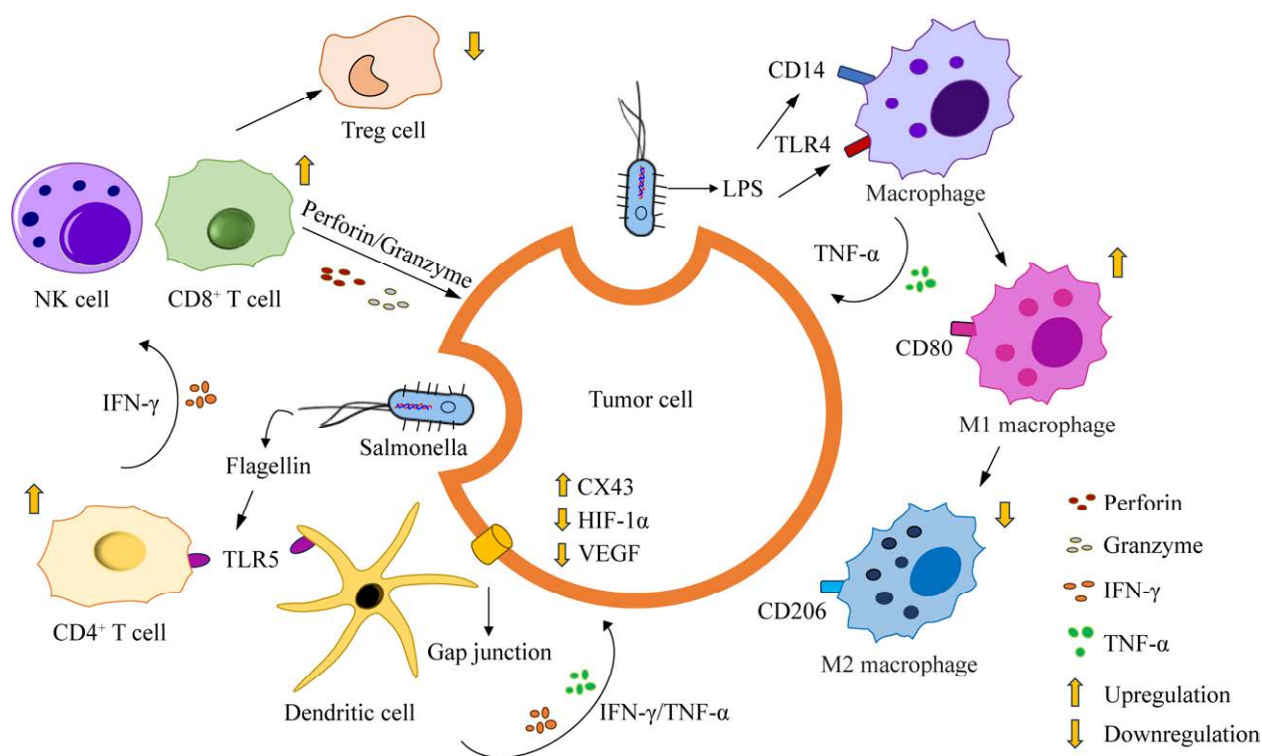 Treg cell
CD14
TLR4
LPS
Macrophage
NK cell
CD8⁺ T cell
Perforin/Granzyme
TNF-α
CD80
M1 macrophage
IFN-γ
Tumor cell
Salmonella
Flagellin
CX43
HIF-1α
VEGF
TLR5
CD4⁺ T cell
Gap junction
Dendritic cell
IFN-γ/TNF-α
CD206
M2 macrophage
Perforin
Granzyme
IFN-γ
TNF-α
Upregulation
Downregulation